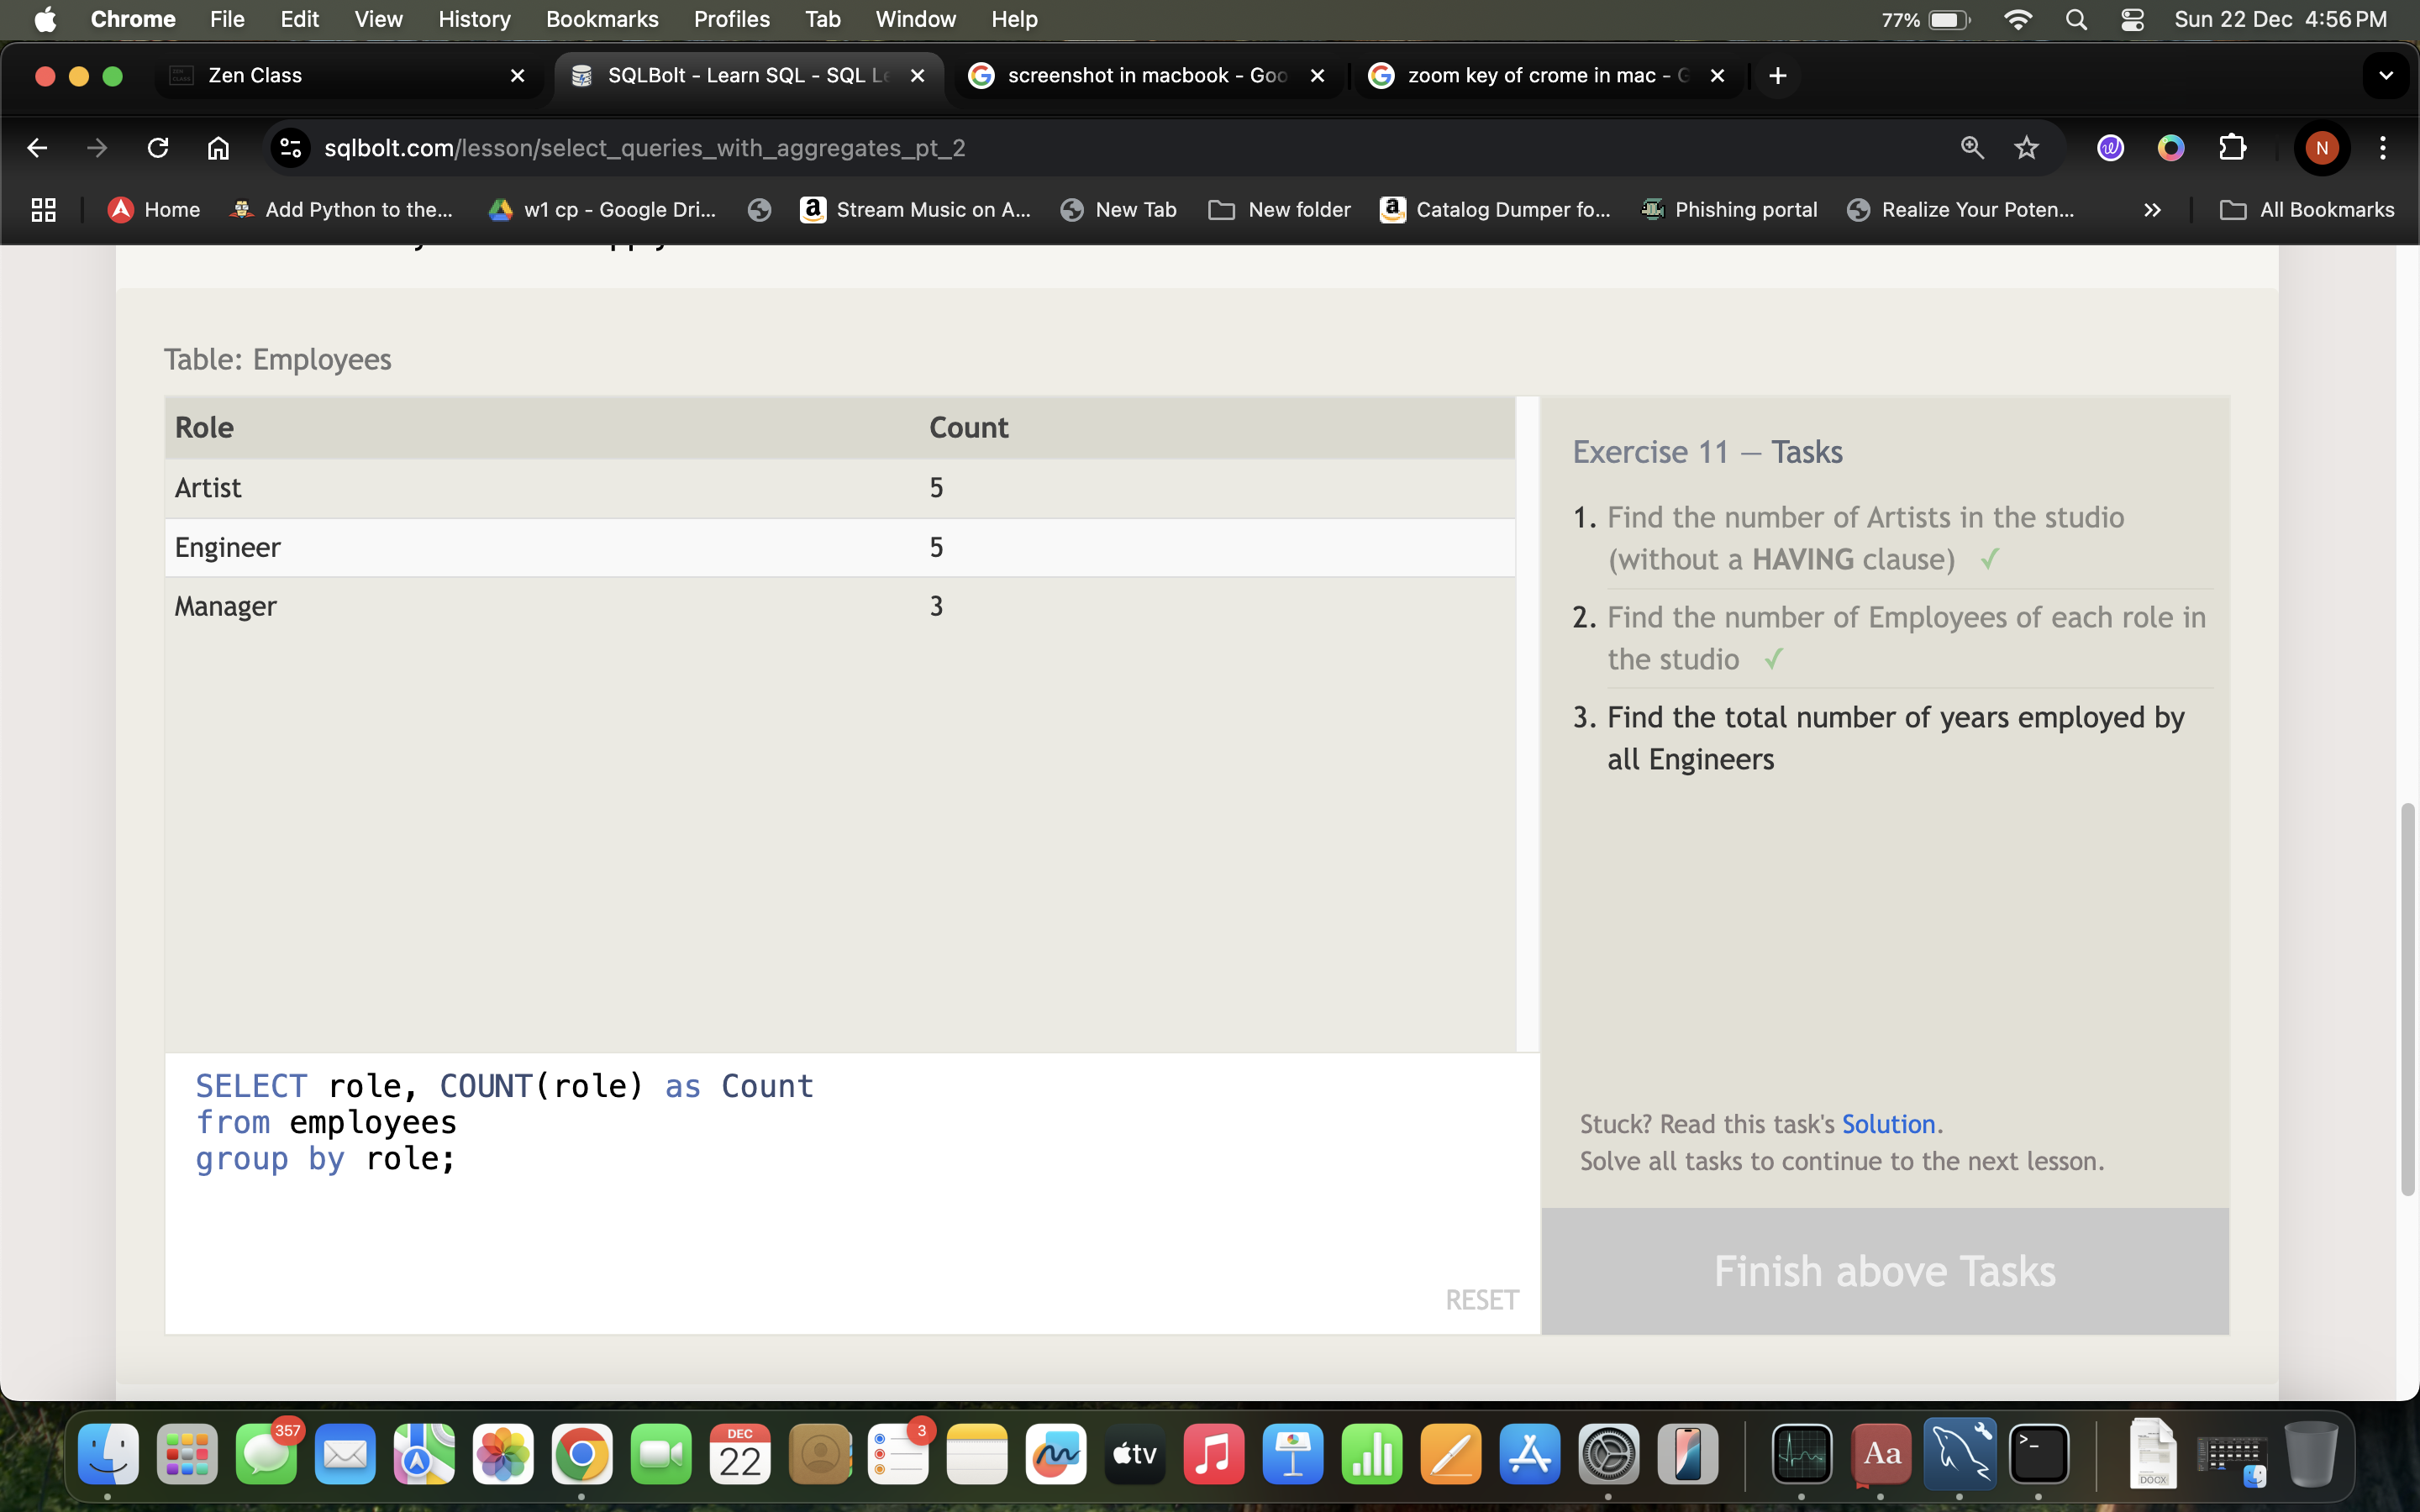 Chrome File Edit View History Bookmarks Profiles Tab Window Help 77% Sun 22 Dec 4:56 PM
Zen Class SQLBolt - Learn SQL - SQL Le screenshot in macbook - Goo zoom key of crome in mac - G
sqlbolt.com/lesson/select_queries_with_aggregates_pt_2 N
Home Add Python to the... w1 cp - Google Dri... Stream Music on A... New Tab New folder Catalog Dumper fo... Phishing portal Realize Your Poten... All Bookmarks
Table: Employees
Role Count
Artist 5
Engineer 5
Manager 3
SELECT role, COUNT(role) as Count
from employees
group by role;
RESET
Exercise 11 — Tasks
1. Find the number of Artists in the studio
(without a HAVING clause) ✓
2. Find the number of Employees of each role in
the studio ✓
3. Find the total number of years employed by
all Engineers
Stuck? Read this task's Solution.
Solve all tasks to continue to the next lesson.
Finish above Tasks
357 DEC 22 3 tv Aa >_ DOCX